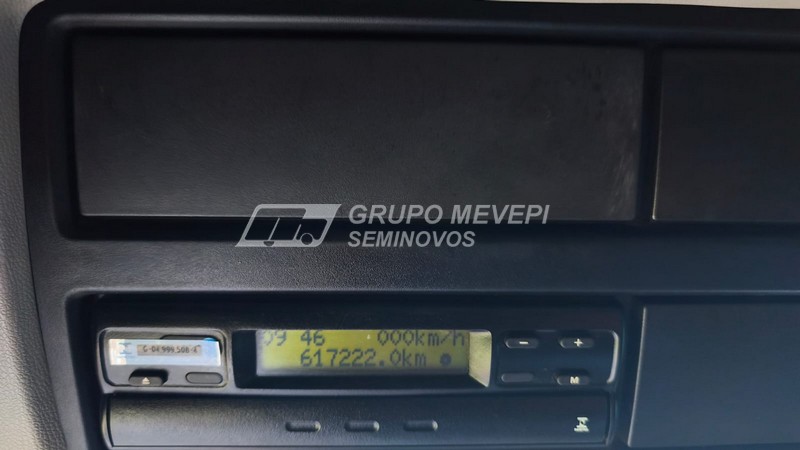 GRUPO MEVEPI
SEMINOVOS
09 46 000km/h
617222.0km
- +
M